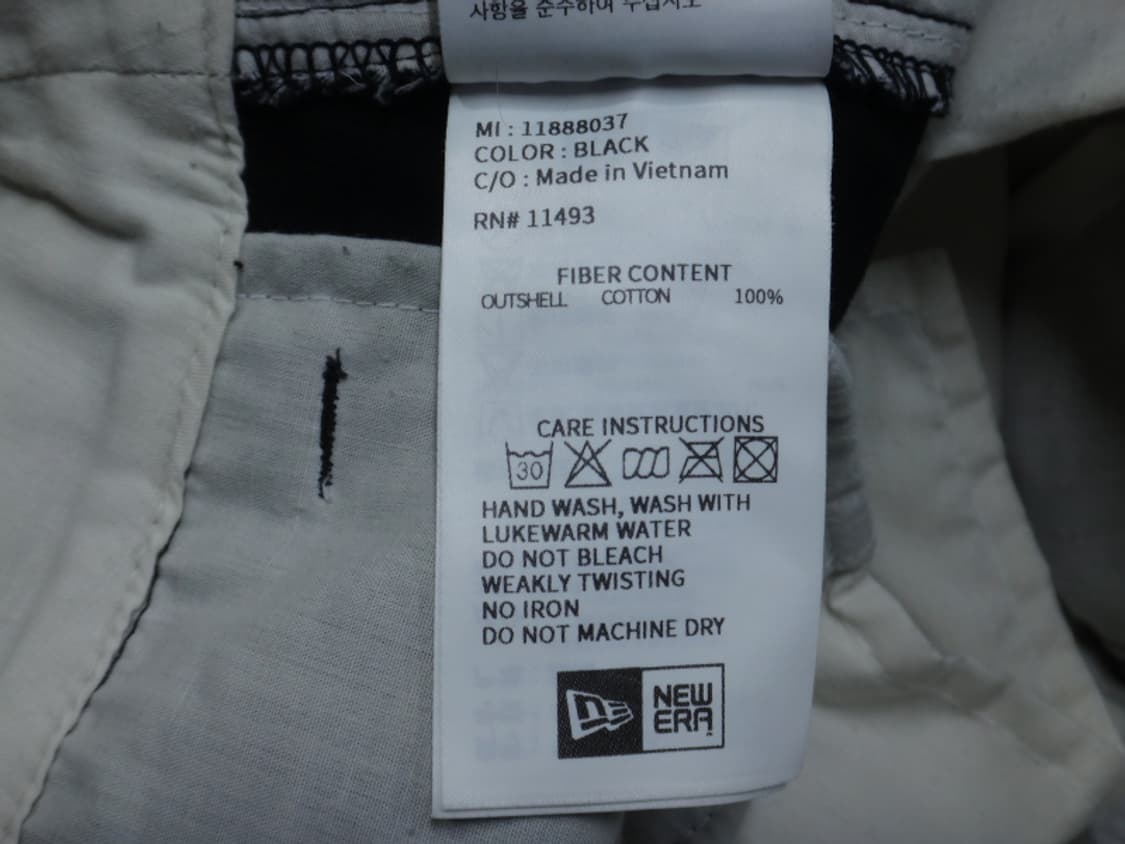 사항을 준수하여 주십시오
MI : 11888037
COLOR : BLACK
C/O : Made in Vietnam
RN# 11493
FIBER CONTENT
OUTSHELL COTTON 100%
CARE INSTRUCTIONS
30
HAND WASH, WASH WITH
LUKEWARM WATER
DO NOT BLEACH
WEAKLY TWISTING
NO IRON
DO NOT MACHINE DRY
NEW
ERA